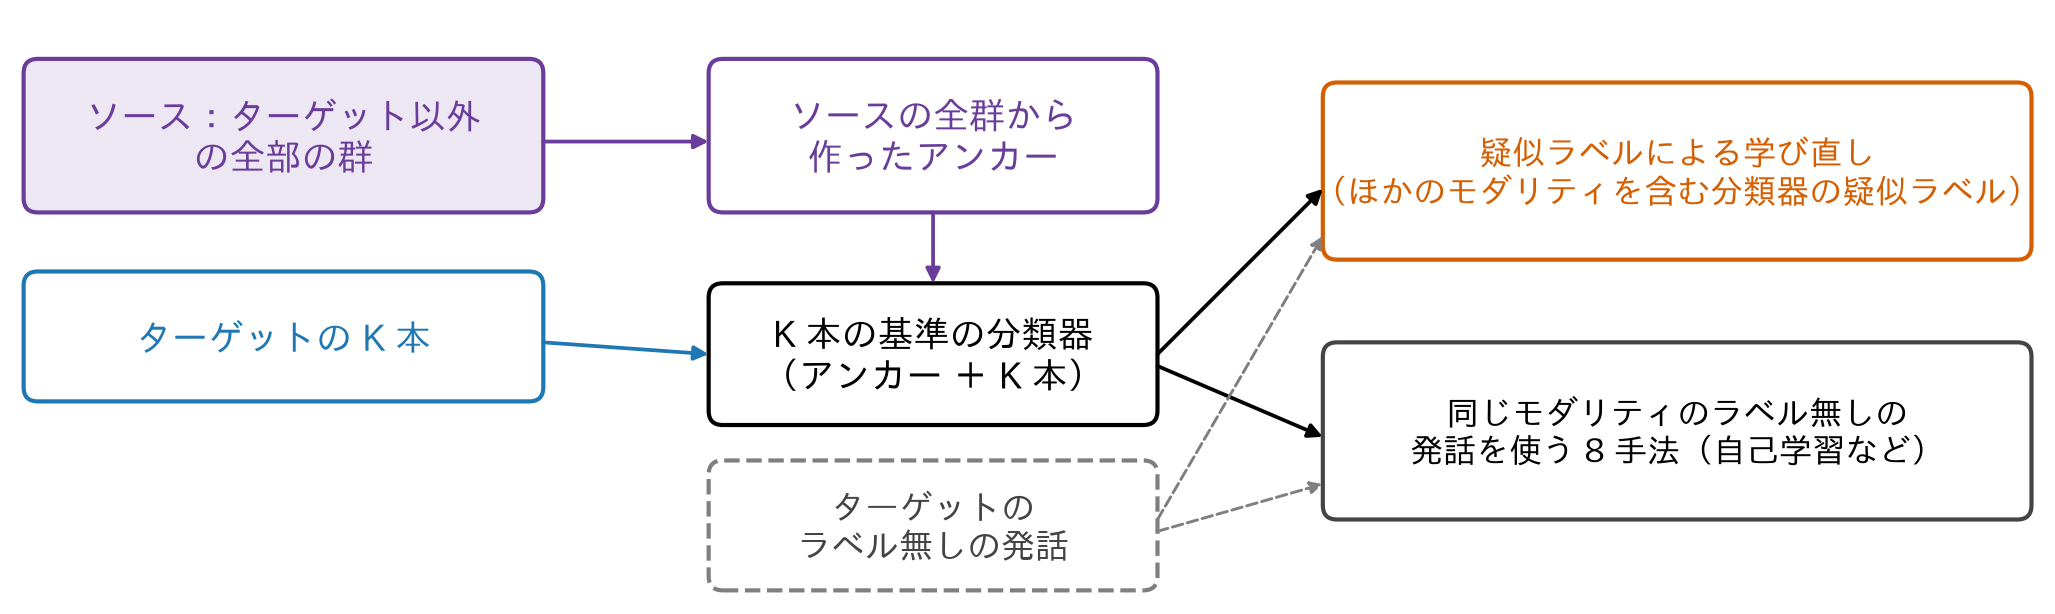 ソース：ターゲット以外
の全部の群
ソースの全群から
作ったアンカー
疑似ラベルによる学び直し
（ほかのモダリティを含む分類器の疑似ラベル）
ターゲットの K 本
K 本の基準の分類器
（アンカー ＋ K 本）
同じモダリティのラベル無しの
発話を使う 8 手法（自己学習など）
ターゲットの
ラベル無しの発話